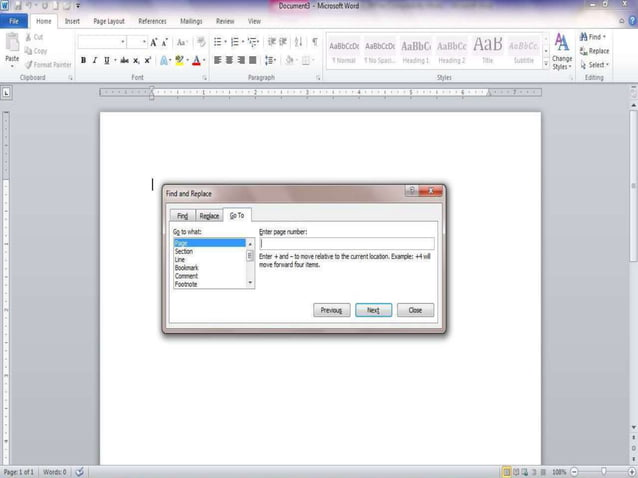 Document3 - Microsoft Word
File Home Insert Page Layout References Mailings Review View
Cut
Copy
Format Painter
Paste
AaBbCcDc AaBbCcDc AaBbC AaBbCc AaB AaBbCc.
¶ Normal ¶ No Spaci... Heading 1 Heading 2 Title Subtitle
Change
Styles
Find
Replace
Select
Clipboard Font Paragraph Styles Editing
Find and Replace
Find Replace Go To
Go to what:
Page
Section
Line
Bookmark
Comment
Footnote
Enter page number:
Enter + and – to move relative to the current location. Example: +4 will
move forward four items.
Previous Next Close
Page: 1 of 1 Words: 0 108%